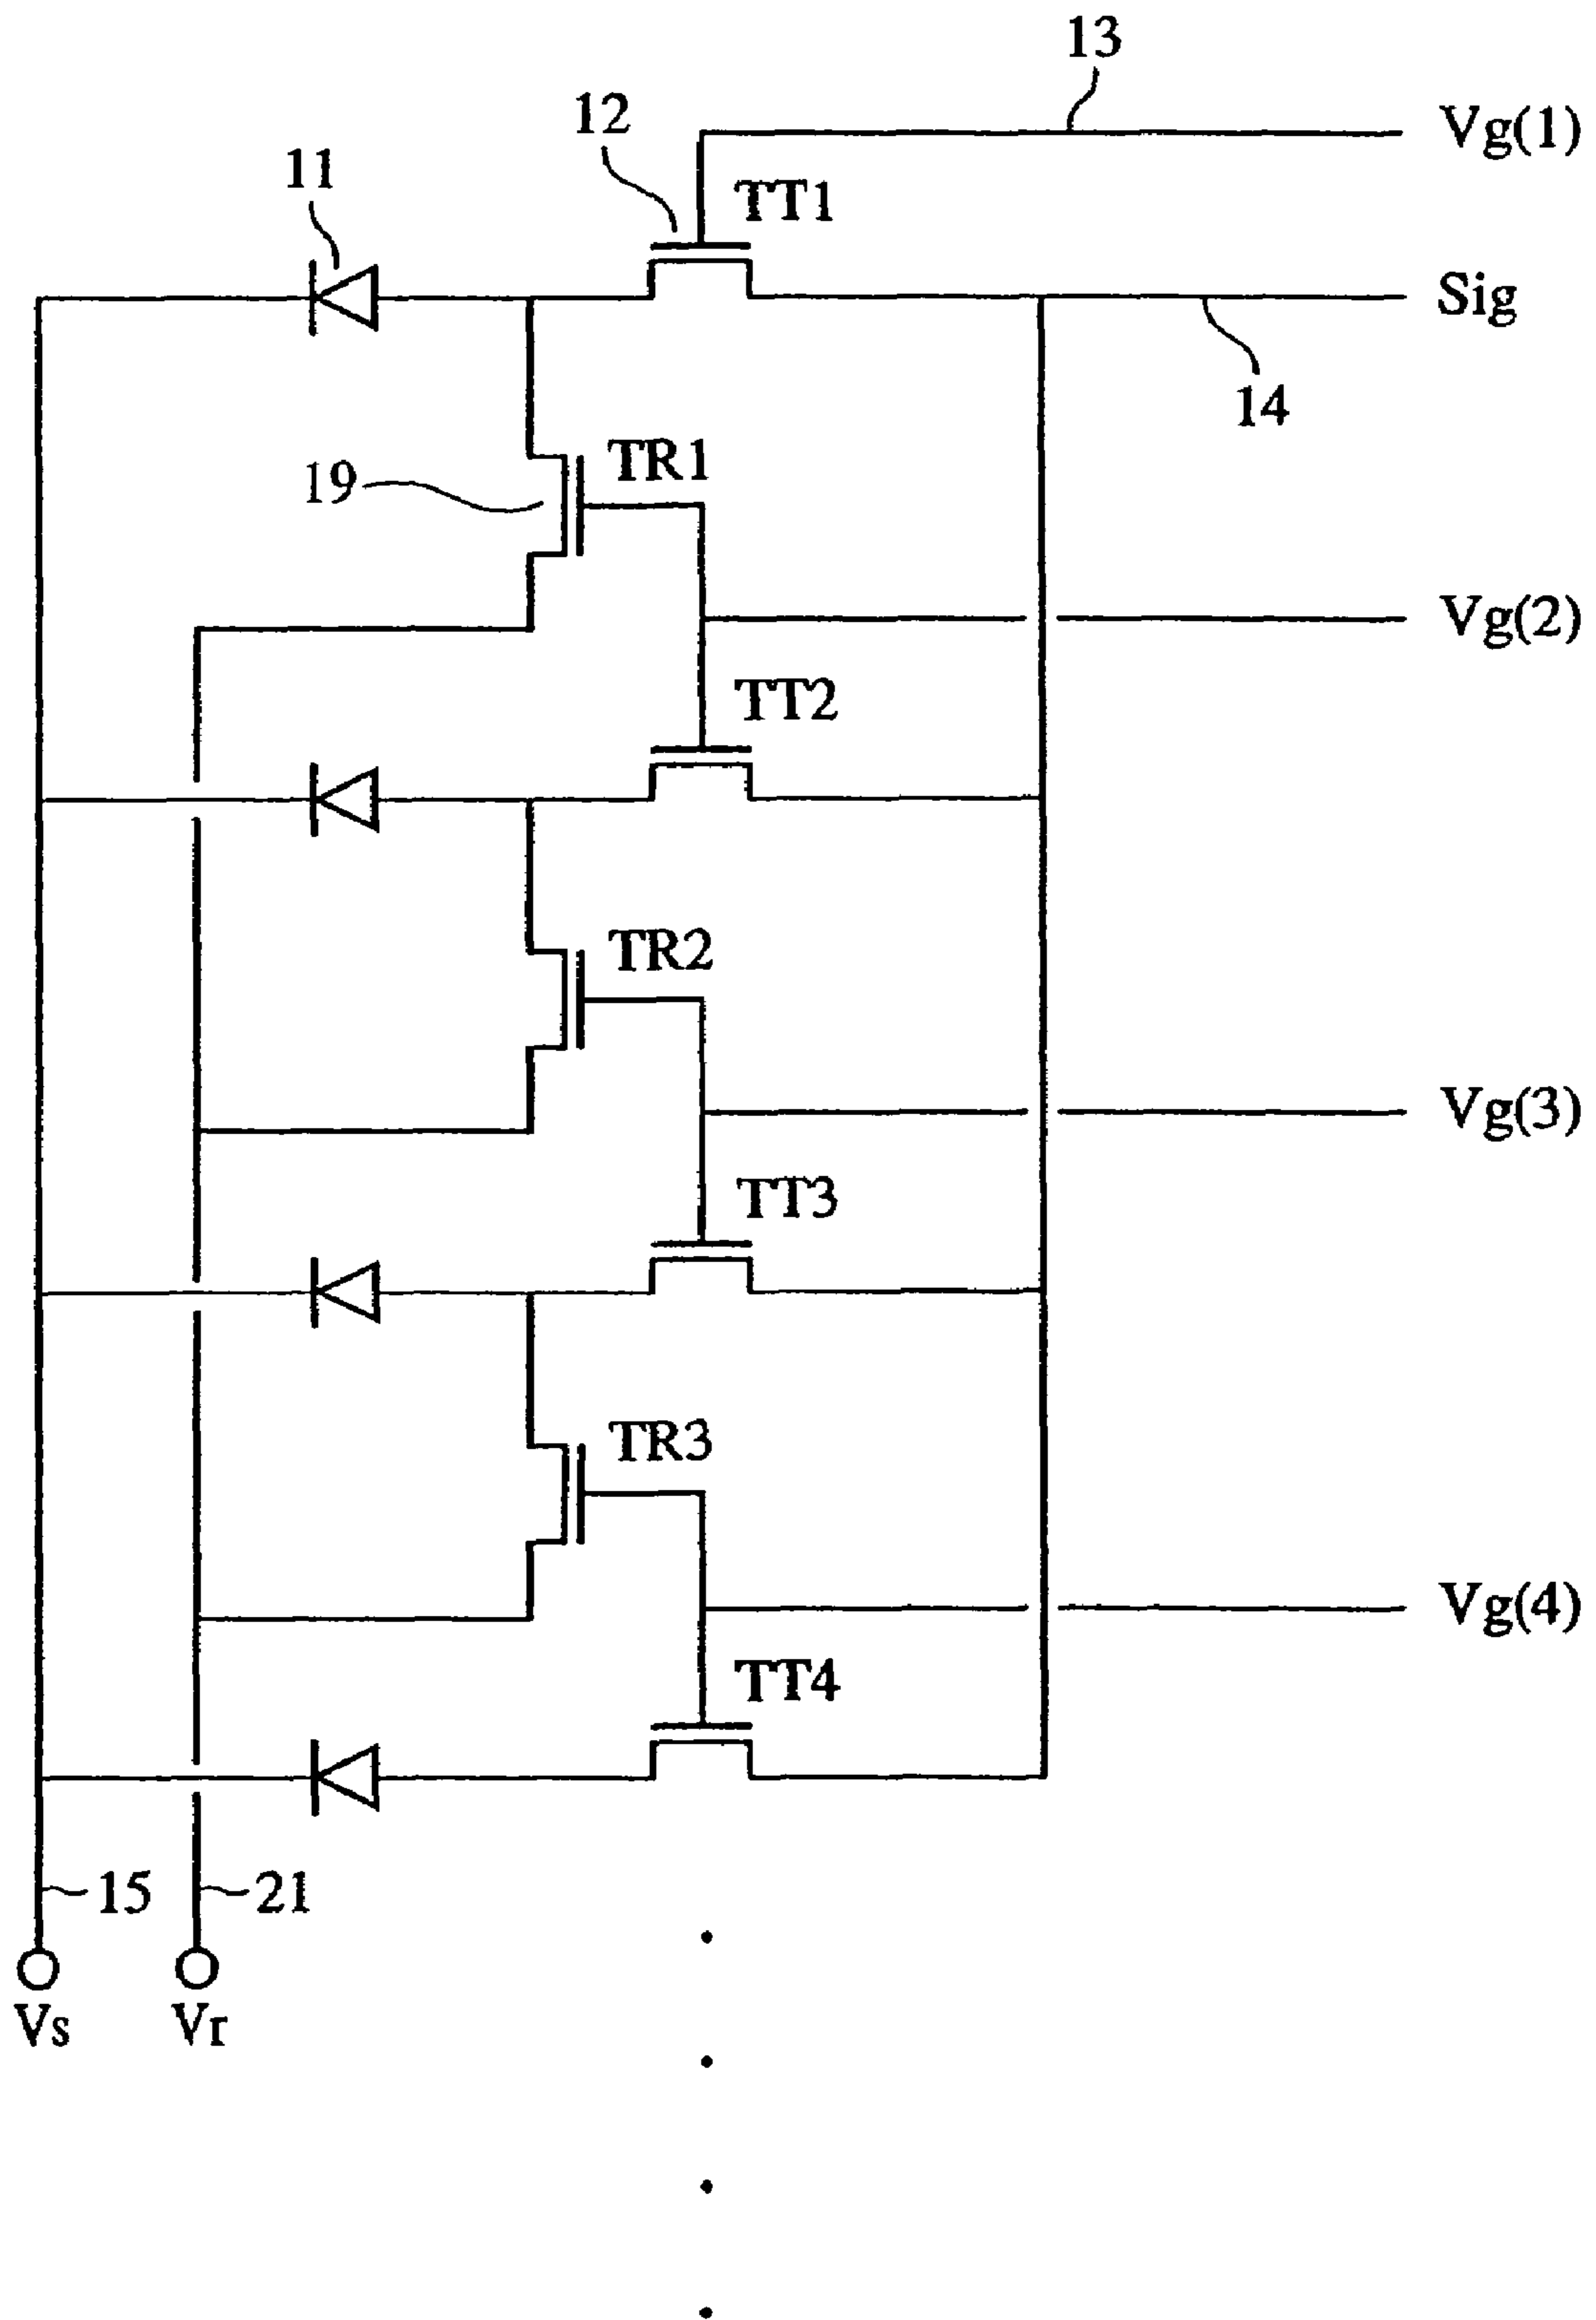 13
12
Vg(1)
11
TT1
Sig
14
TR1
19
Vg(2)
TT2
TR2
Vg(3)
TT3
TR3
Vg(4)
TT4
15
21
Vs
Vr